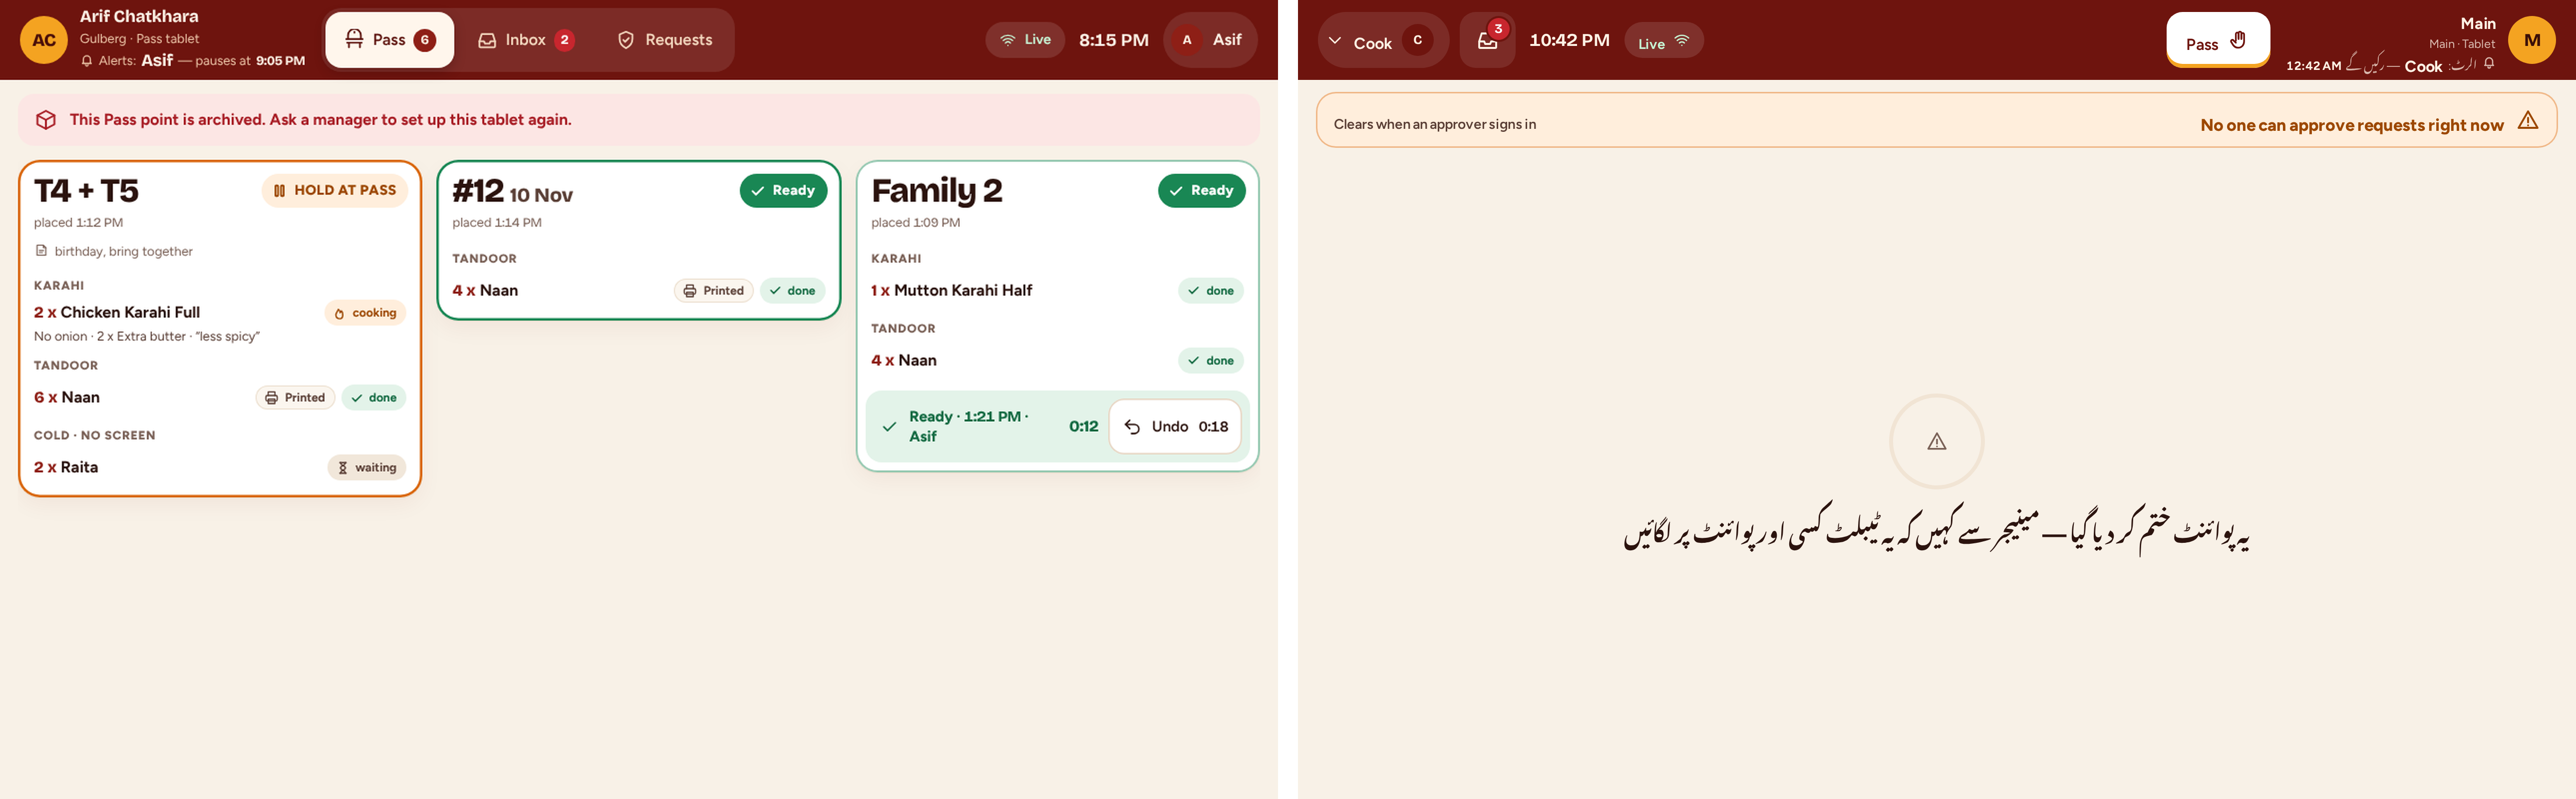 AC
Arif Chatkhara
Gulberg · Pass tablet
Alerts: Asif — pauses at 9:05 PM
Pass 6
Inbox 2
Requests
Live
8:15 PM
A Asif
This Pass point is archived. Ask a manager to set up this tablet again.
T4 + T5
HOLD AT PASS
placed 1:12 PM
birthday, bring together
KARAHI
2 x Chicken Karahi Full
cooking
No onion · 2 x Extra butter · “less spicy”
TANDOOR
6 x Naan
Printed
done
COLD · NO SCREEN
2 x Raita
waiting
#12 10 Nov
Ready
placed 1:14 PM
TANDOOR
4 x Naan
Printed
done
Family 2
Ready
placed 1:09 PM
KARAHI
1 x Mutton Karahi Half
done
TANDOOR
4 x Naan
done
Ready · 1:21 PM ·
Asif
0:12
Undo 0:18
M
Main
Main · Tablet
الرٹ: Cook — رکیں گے 12:42 AM
Pass
Live
10:42 PM
3
Cook C
No one can approve requests right now
Clears when an approver signs in
یہ پوائنٹ ختم کر دیا گیا — مینیجر سے کہیں کہ یہ ٹیبلٹ کسی اور پوائنٹ پر لگائیں